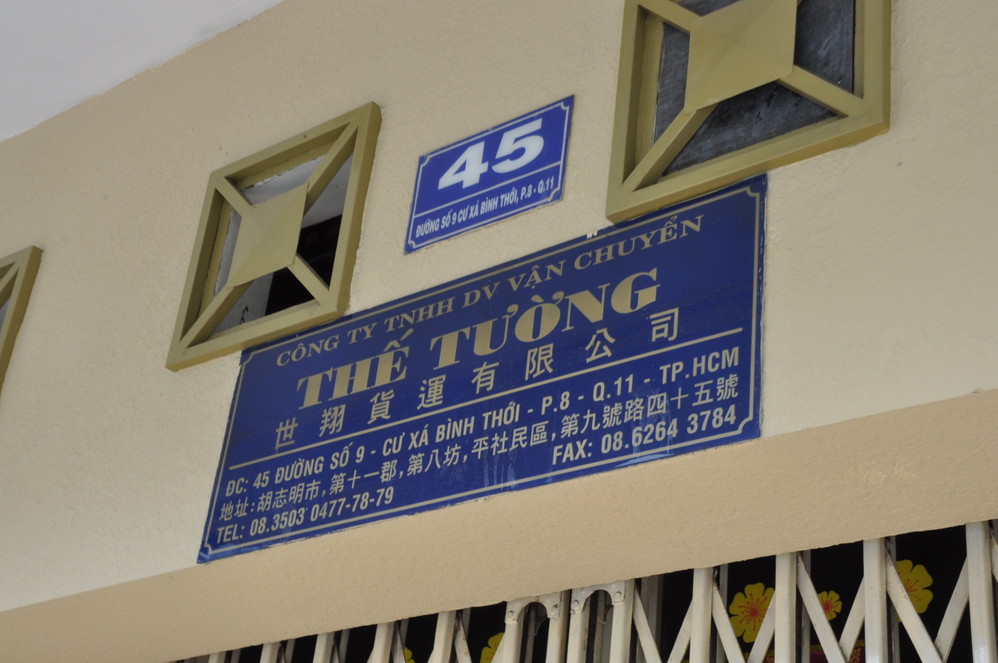 45
ĐƯỜNG SỐ 9 CƯ XÁ BÌNH THỚI, P.8 - Q.11
CÔNG TY TNHH DV VẬN CHUYỂN
THẾ TƯỜNG
世翔貨運有限公司
ĐC: 45 ĐƯỜNG SỐ 9 - CƯ XÁ BÌNH THỚI - P.8 - Q.11 - TP.HCM
地址：胡志明市，第十一郡，第八坊，平社民區，第九號路四十五號
TEL: 08.3503 0477-78-79 FAX: 08.6264 3784